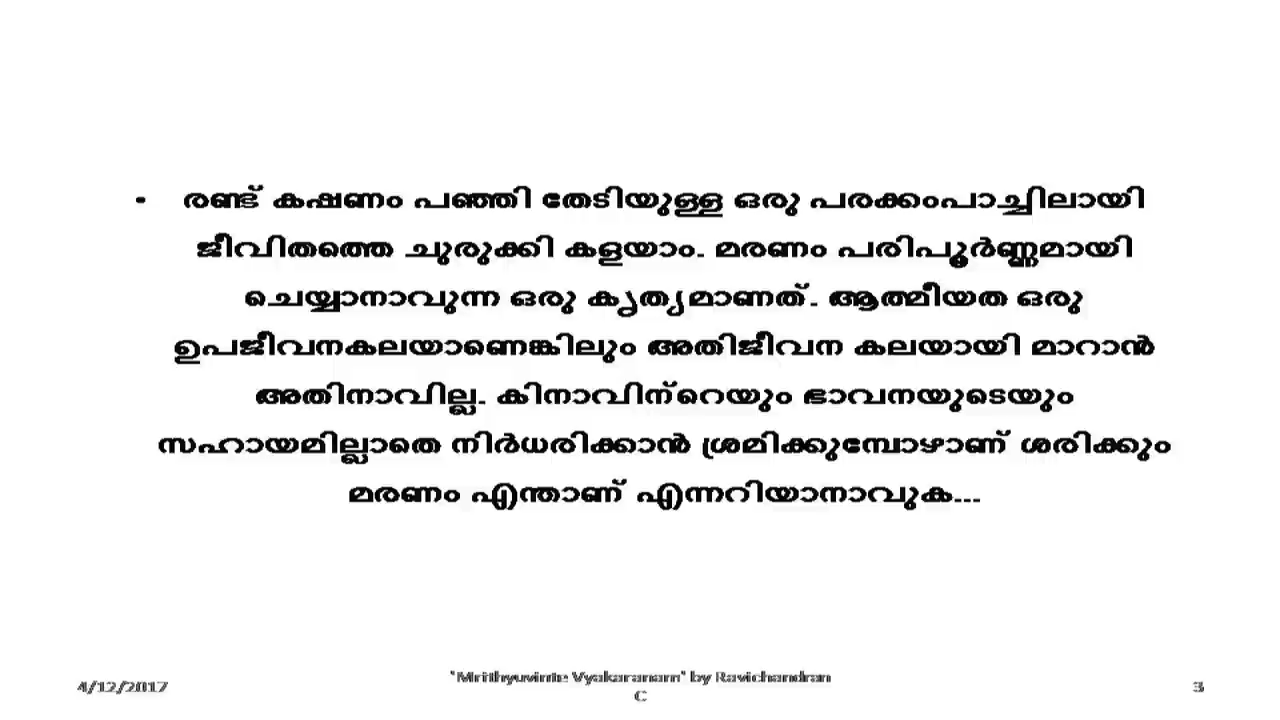 • രണ്ട് കഷണം പഞ്ഞി തേടിയുള്ള ഒരു പരക്കംപാച്ചിലായി
ജീവിതത്തെ ചുരുക്കി കളയാം. മരണം പരിപൂർണ്ണമായി
ചെയ്യാനാവുന്ന ഒരു കൃത്യമാണത്. ആത്മീയത ഒരു
ഉപജീവനകലയാണെങ്കിലും അതിജീവന കലയായി മാറാൻ
അതിനാവില്ല. കിനാവിന്റെയും ഭാവനയുടെയും
സഹായമില്ലാതെ നിർധരിക്കാൻ ശ്രമിക്കുമ്പോഴാണ് ശരിക്കും
മരണം എന്താണ് എന്നറിയാനാവുക...
4/12/2017
"Mrithyuvinte Vyakaranam" by Ravichandran
C
3